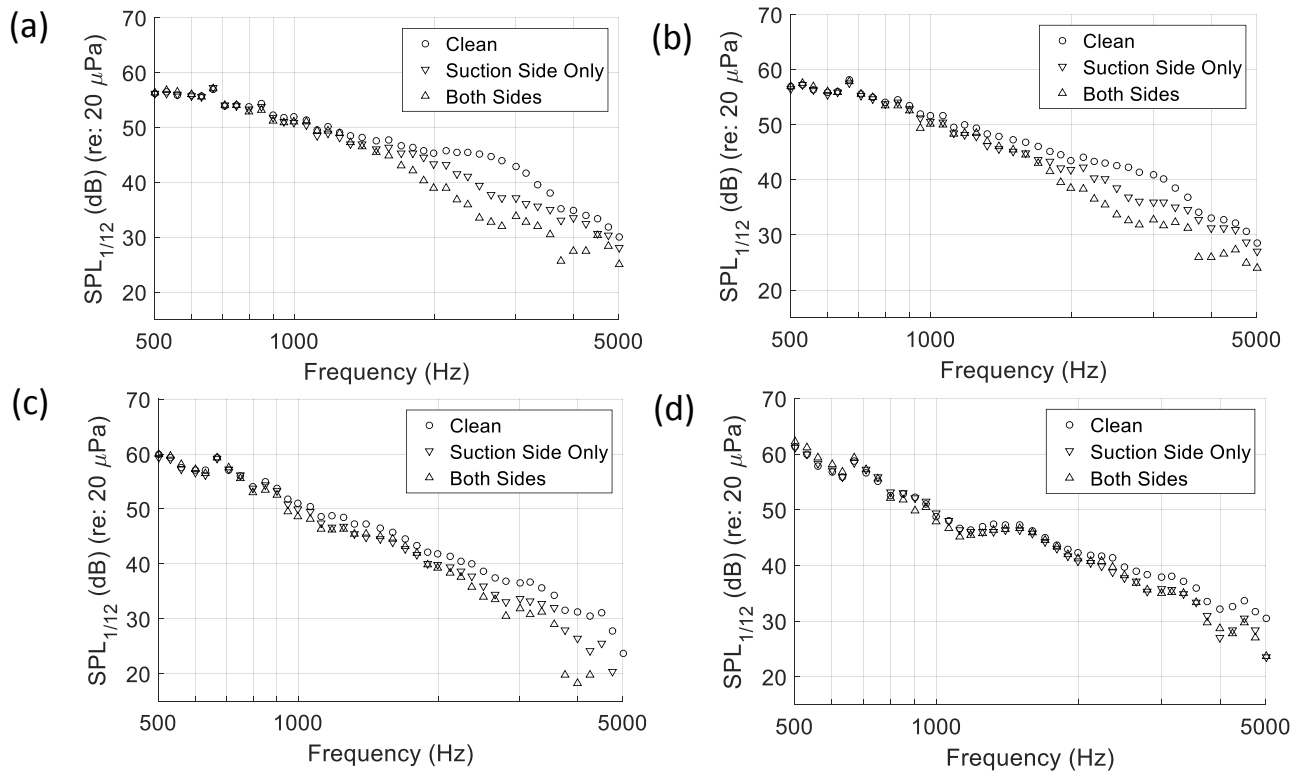 (a)
SPL1/12 (dB) (re: 20 μPa)
70
60
50
40
30
20
Clean
Suction Side Only
Both Sides
500
1000
5000
Frequency (Hz)
(b)
SPL1/12 (dB) (re: 20 μPa)
70
60
50
40
30
20
Clean
Suction Side Only
Both Sides
500
1000
5000
Frequency (Hz)
(c)
SPL1/12 (dB) (re: 20 μPa)
70
60
50
40
30
20
Clean
Suction Side Only
Both Sides
500
1000
5000
Frequency (Hz)
(d)
SPL1/12 (dB) (re: 20 μPa)
70
60
50
40
30
20
Clean
Suction Side Only
Both Sides
500
1000
5000
Frequency (Hz)